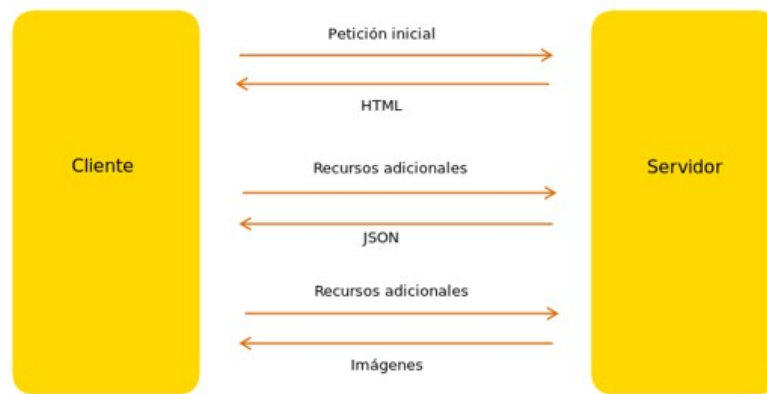 Petición inicial
HTML
Cliente
Recursos adicionales
Servidor
JSON
Recursos adicionales
Imágenes